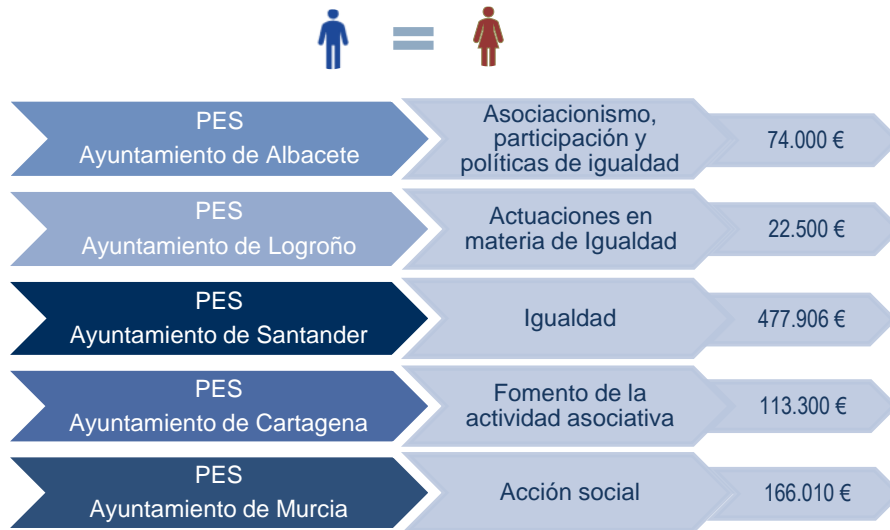 PES
Ayuntamiento de Albacete
Asociacionismo,
participación y
políticas de igualdad
74.000 €
PES
Ayuntamiento de Logroño
Actuaciones en
materia de Igualdad
22.500 €
PES
Ayuntamiento de Santander
Igualdad
477.906 €
PES
Ayuntamiento de Cartagena
Fomento de la
actividad asociativa
113.300 €
PES
Ayuntamiento de Murcia
Acción social
166.010 €